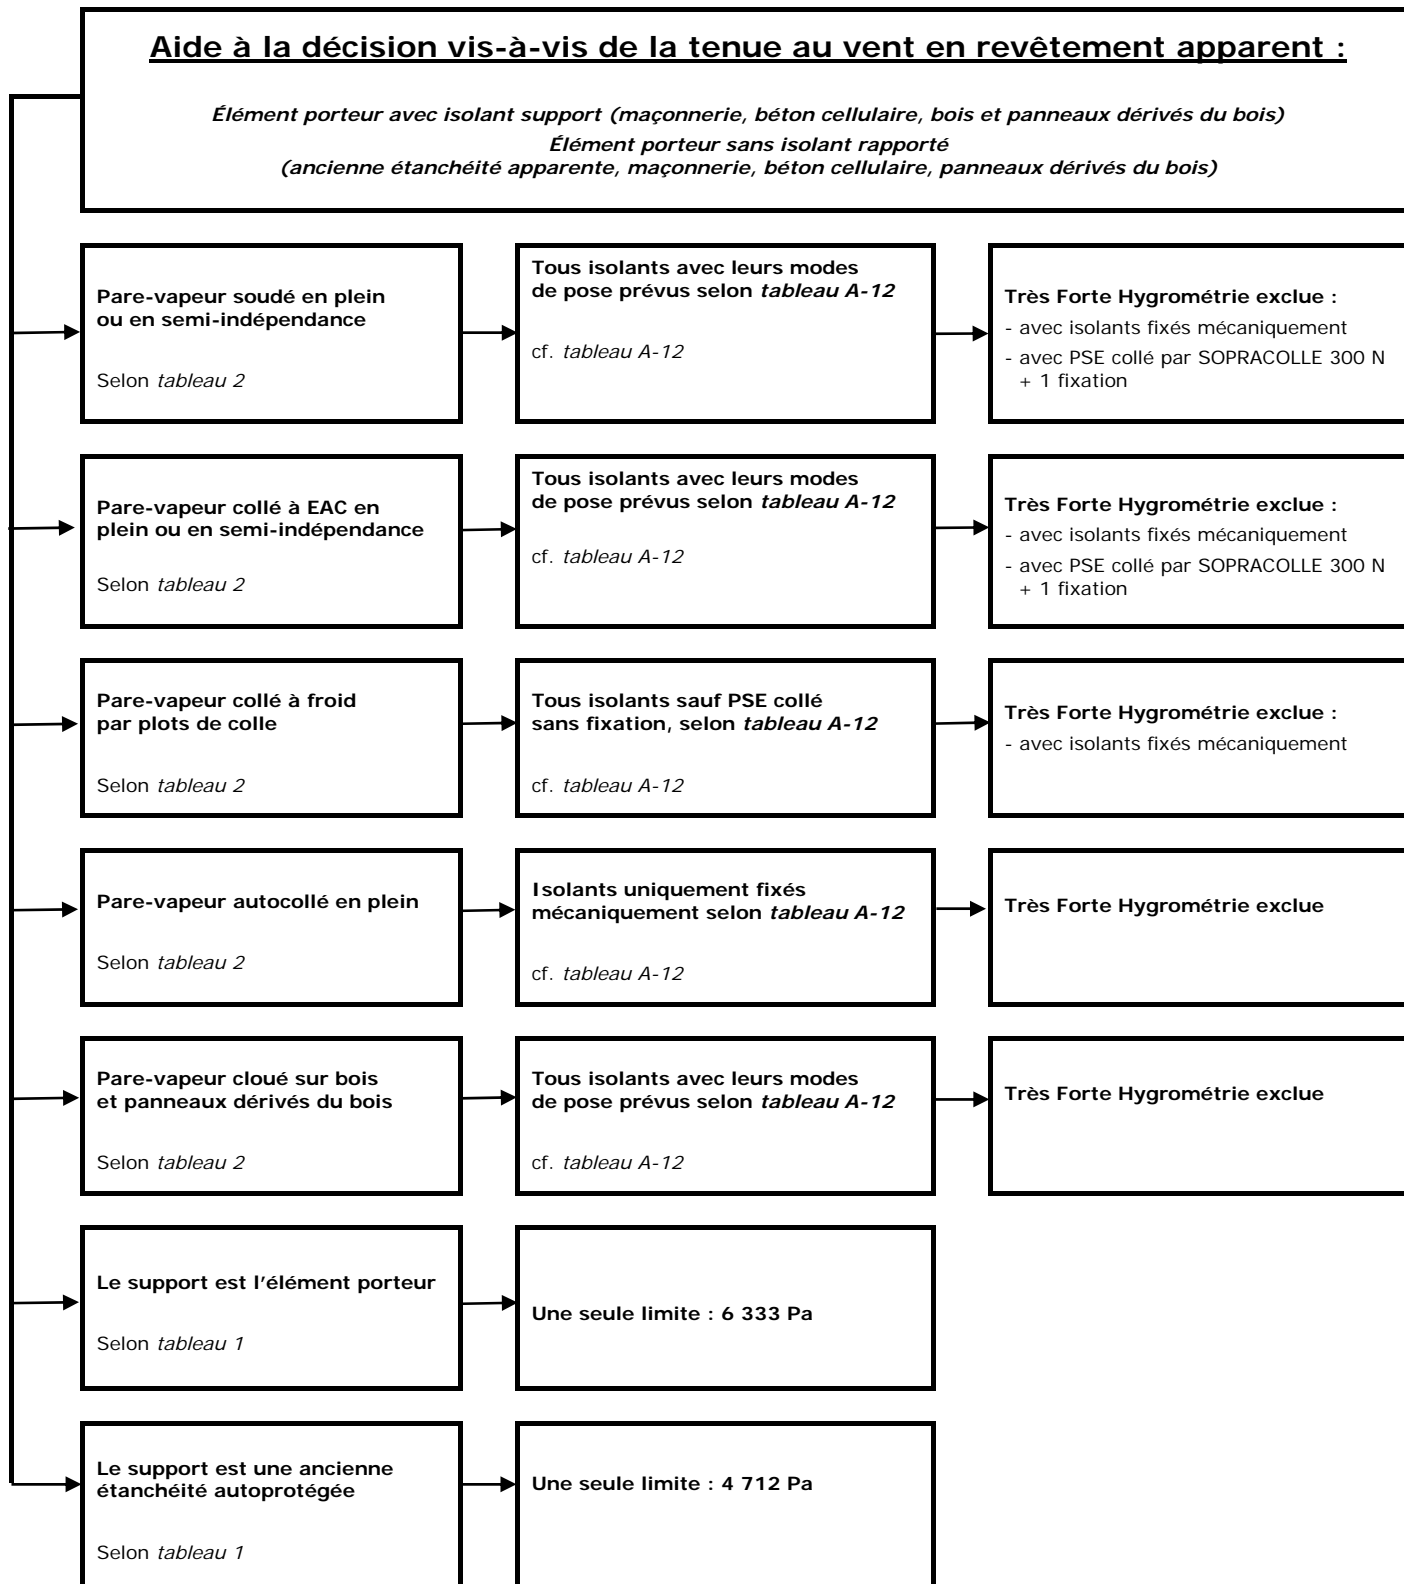 Aide à la décision vis-à-vis de la tenue au vent en revêtement apparent :
Élément porteur avec isolant support (maçonnerie, béton cellulaire, bois et panneaux dérivés du bois)
Élément porteur sans isolant rapporté
(ancienne étanchéité apparente, maçonnerie, béton cellulaire, panneaux dérivés du bois)
Pare-vapeur soudé en plein
ou en semi-indépendance
Selon tableau 2
Tous isolants avec leurs modes
de pose prévus selon tableau A-12
cf. tableau A-12
Très Forte Hygrométrie exclue :
- avec isolants fixés mécaniquement
- avec PSE collé par SOPRACOLLE 300 N
+ 1 fixation
Pare-vapeur collé à EAC en
plein ou en semi-indépendance
Selon tableau 2
Tous isolants avec leurs modes
de pose prévus selon tableau A-12
cf. tableau A-12
Très Forte Hygrométrie exclue :
- avec isolants fixés mécaniquement
- avec PSE collé par SOPRACOLLE 300 N
+ 1 fixation
Pare-vapeur collé à froid
par plots de colle
Selon tableau 2
Tous isolants sauf PSE collé
sans fixation, selon tableau A-12
cf. tableau A-12
Très Forte Hygrométrie exclue :
- avec isolants fixés mécaniquement
Pare-vapeur autocollé en plein
Selon tableau 2
Isolants uniquement fixés
mécaniquement selon tableau A-12
cf. tableau A-12
Très Forte Hygrométrie exclue
Pare-vapeur cloué sur bois
et panneaux dérivés du bois
Selon tableau 2
Tous isolants avec leurs modes
de pose prévus selon tableau A-12
cf. tableau A-12
Très Forte Hygrométrie exclue
Le support est l'élément porteur
Selon tableau 1
Une seule limite : 6 333 Pa
Le support est une ancienne
étanchéité autoprotégée
Selon tableau 1
Une seule limite : 4 712 Pa